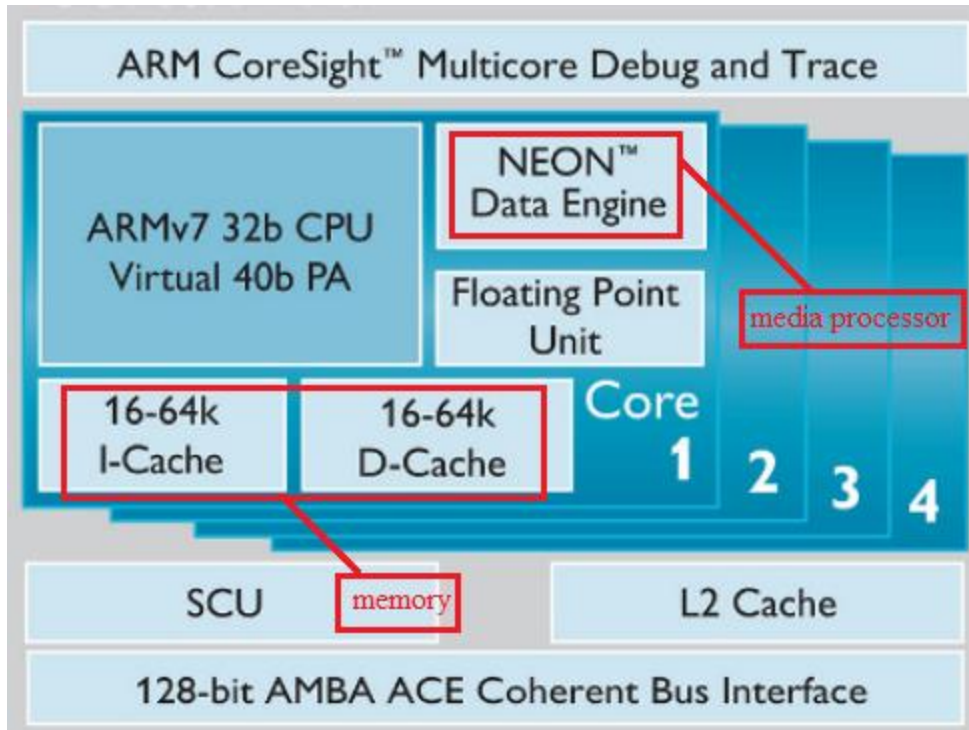 ARM CoreSight™ Multicore Debug and Trace
ARMv7 32b CPU
Virtual 40b PA
NEON™
Data Engine
Floating Point
Unit
media processor
16-64k
I-Cache
16-64k
D-Cache
Core
1
2
3
4
SCU
memory
L2 Cache
128-bit AMBA ACE Coherent Bus Interface